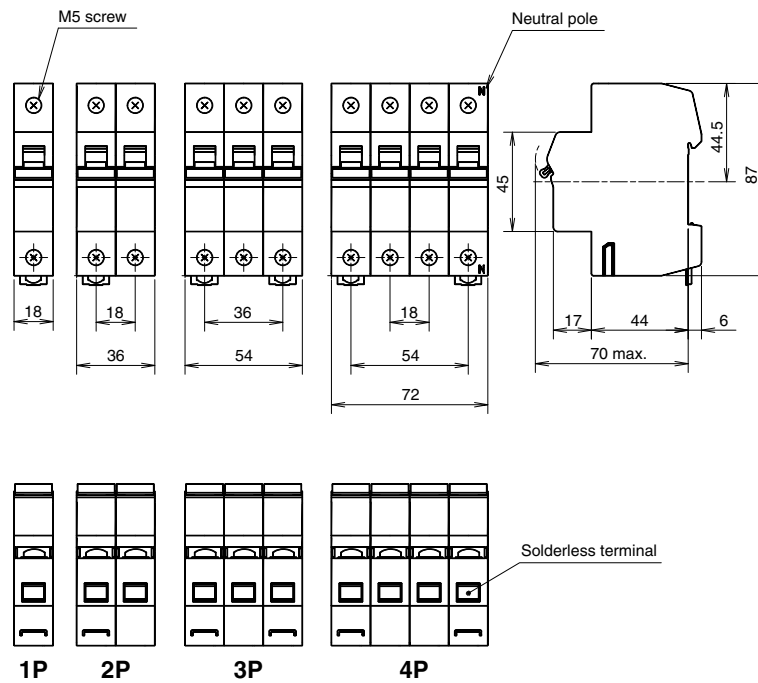 M5 screw
Neutral pole
N
45
44.5
87
N
18
18
36
18
17
44
6
36
54
54
70 max.
72
Solderless terminal
1P
2P
3P
4P